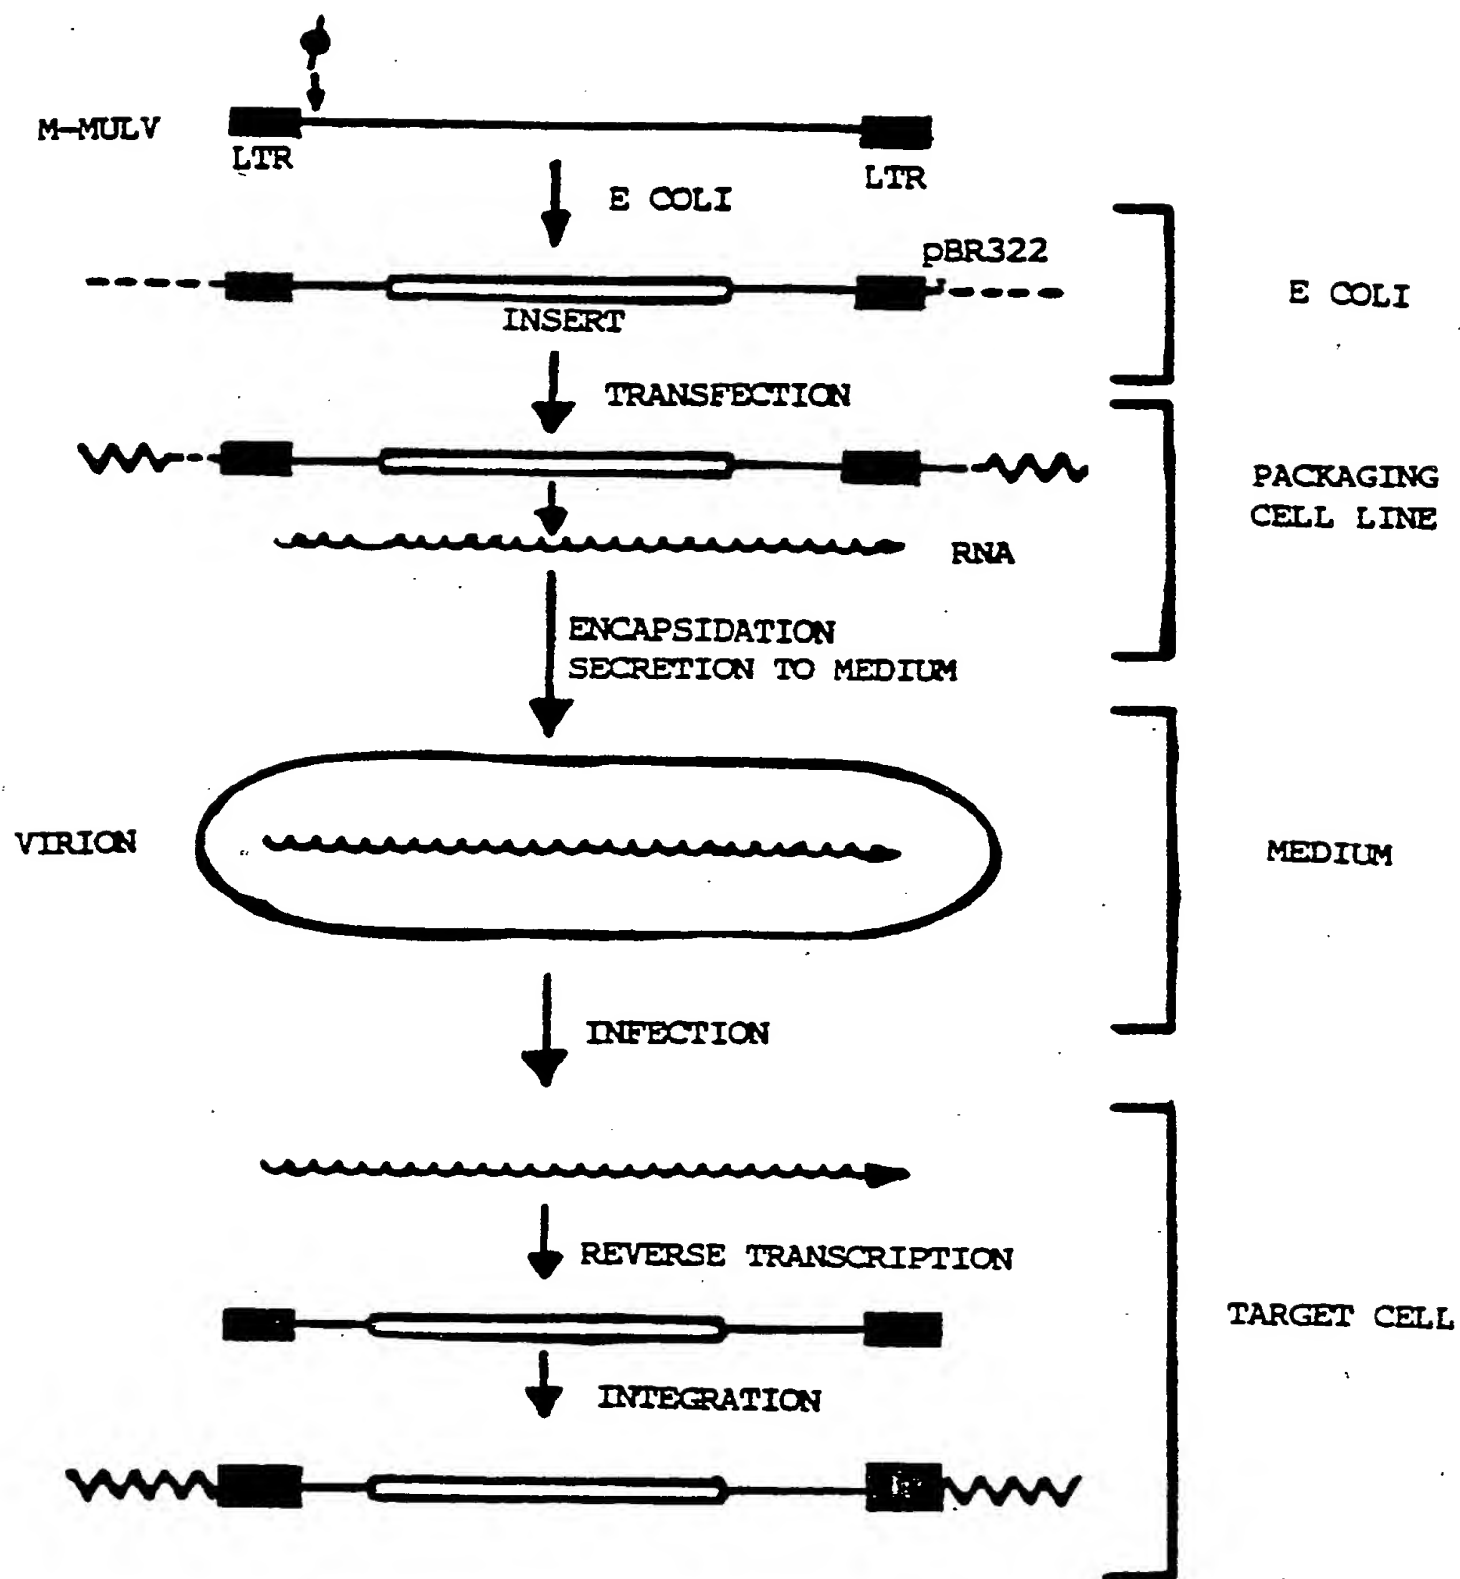 M-MULV
LTR
LTR
E COLI
pBR322
E COLI
INSERT
TRANSFECTION
PACKAGING
CELL LINE
RNA
ENCAPSIDATION
SECRETION TO MEDIUM
VIRION
MEDIUM
INFECTION
REVERSE TRANSCRIPTION
TARGET CELL
INTEGRATION